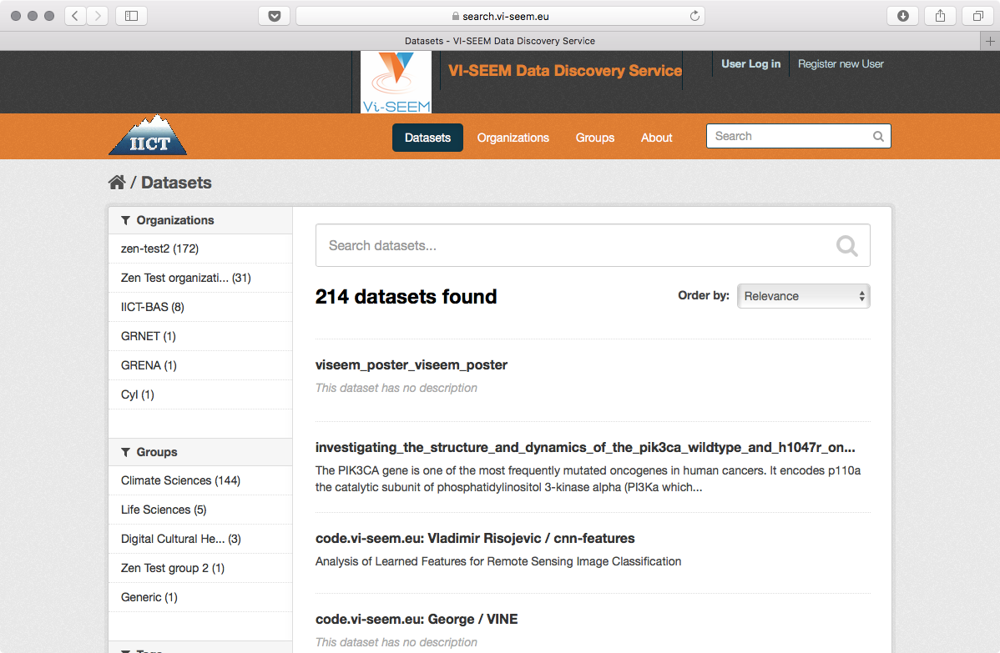 search.vi-seem.eu
Datasets - VI-SEEM Data Discovery Service
Vi-SEEM
VI-SEEM Data Discovery Service
User Log in
Register new User
IICT
Datasets
Organizations
Groups
About
Search
/ Datasets
Organizations
zen-test2 (172)
Zen Test organizati... (31)
IICT-BAS (8)
GRNET (1)
GRENA (1)
CyI (1)
Groups
Climate Sciences (144)
Life Sciences (5)
Digital Cultural He... (3)
Zen Test group 2 (1)
Generic (1)
Tags
Search datasets...
214 datasets found
Order by:
Relevance
viseem_poster_viseem_poster
This dataset has no description
investigating_the_structure_and_dynamics_of_the_pik3ca_wildtype_and_h1047r_on...
The PIK3CA gene is one of the most frequently mutated oncogenes in human cancers. It encodes p110a
the catalytic subunit of phosphatidylinositol 3-kinase alpha (PI3Ka which...
code.vi-seem.eu: Vladimir Risojevic / cnn-features
Analysis of Learned Features for Remote Sensing Image Classification
code.vi-seem.eu: George / VINE
This dataset has no description